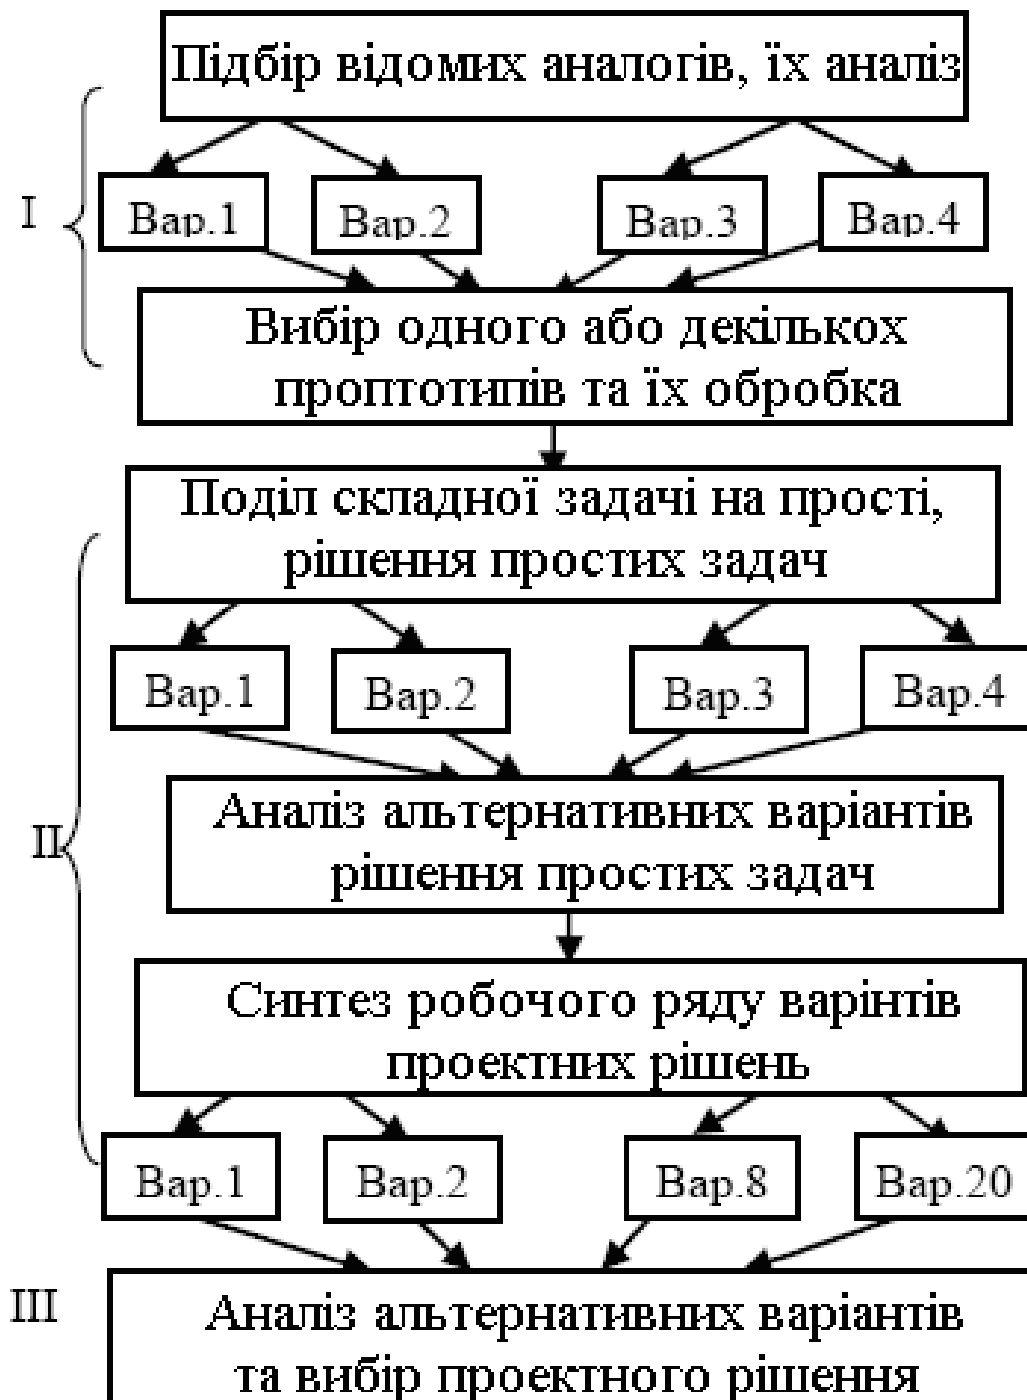 Підбір відомих аналогів, їх аналіз
I
Вар.1 Вар.2 Вар.3 Вар.4
Вибір одного або декількох
проптотипів та їх обробка
Поділ складної задачі на прості,
рішення простих задач
Вар.1 Вар.2 Вар.3 Вар.4
II
Аналіз альтернативних варіантів
рішення простих задач
Синтез робочого ряду варінтів
проектних рішень
Вар.1 Вар.2 Вар.8 Вар.20
III
Аналіз альтернативних варіантів
та вибір проектного рішення